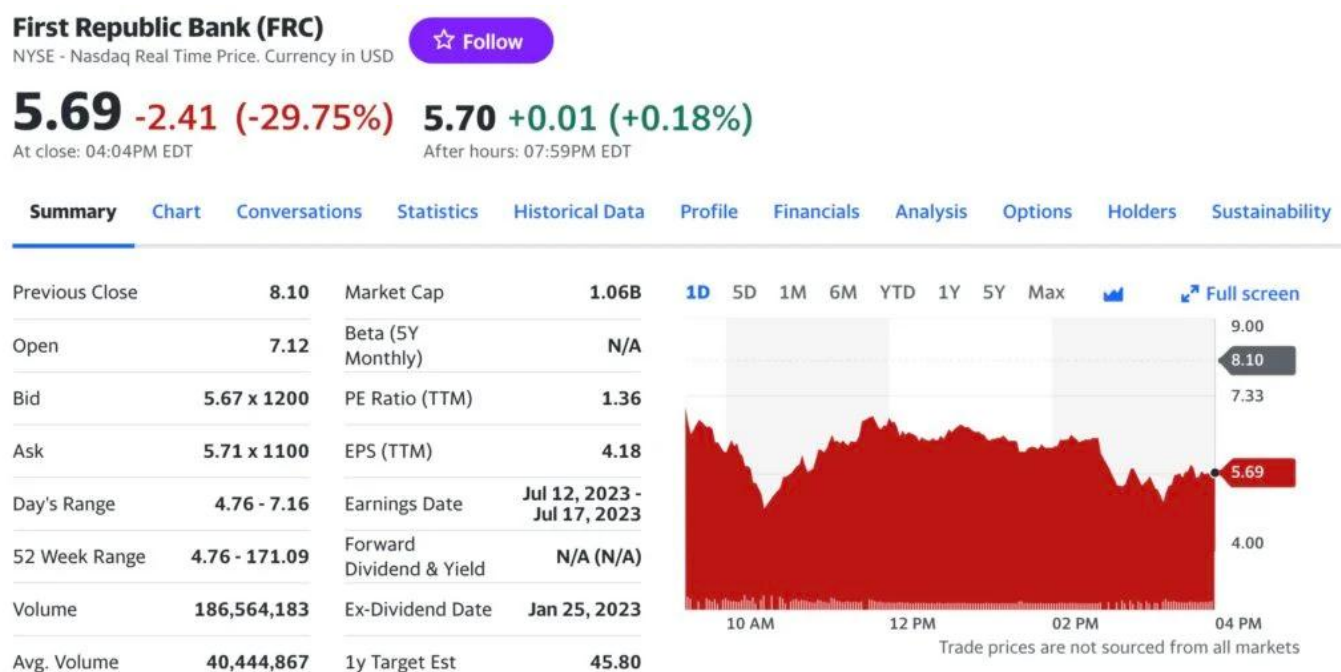 First Republic Bank (FRC)
☆ Follow
NYSE - Nasdaq Real Time Price. Currency in USD
5.69 -2.41 (-29.75%) 5.70 +0.01 (+0.18%)
At close: 04:04PM EDT After hours: 07:59PM EDT
Summary Chart Conversations Statistics Historical Data Profile Financials Analysis Options Holders Sustainability
Previous Close 8.10
Open 7.12
Bid 5.67 x 1200
Ask 5.71 x 1100
Day's Range 4.76 - 7.16
52 Week Range 4.76 - 171.09
Volume 186,564,183
Avg. Volume 40,444,867
Market Cap 1.06B
Beta (5Y
Monthly) N/A
PE Ratio (TTM) 1.36
EPS (TTM) 4.18
Earnings Date Jul 12, 2023 -
Jul 17, 2023
Forward
Dividend & Yield N/A (N/A)
Ex-Dividend Date Jan 25, 2023
1y Target Est 45.80
1D 5D 1M 6M YTD 1Y 5Y Max Full screen
9.00
8.10
7.33
5.69
4.00
10 AM 12 PM 02 PM 04 PM
Trade prices are not sourced from all markets